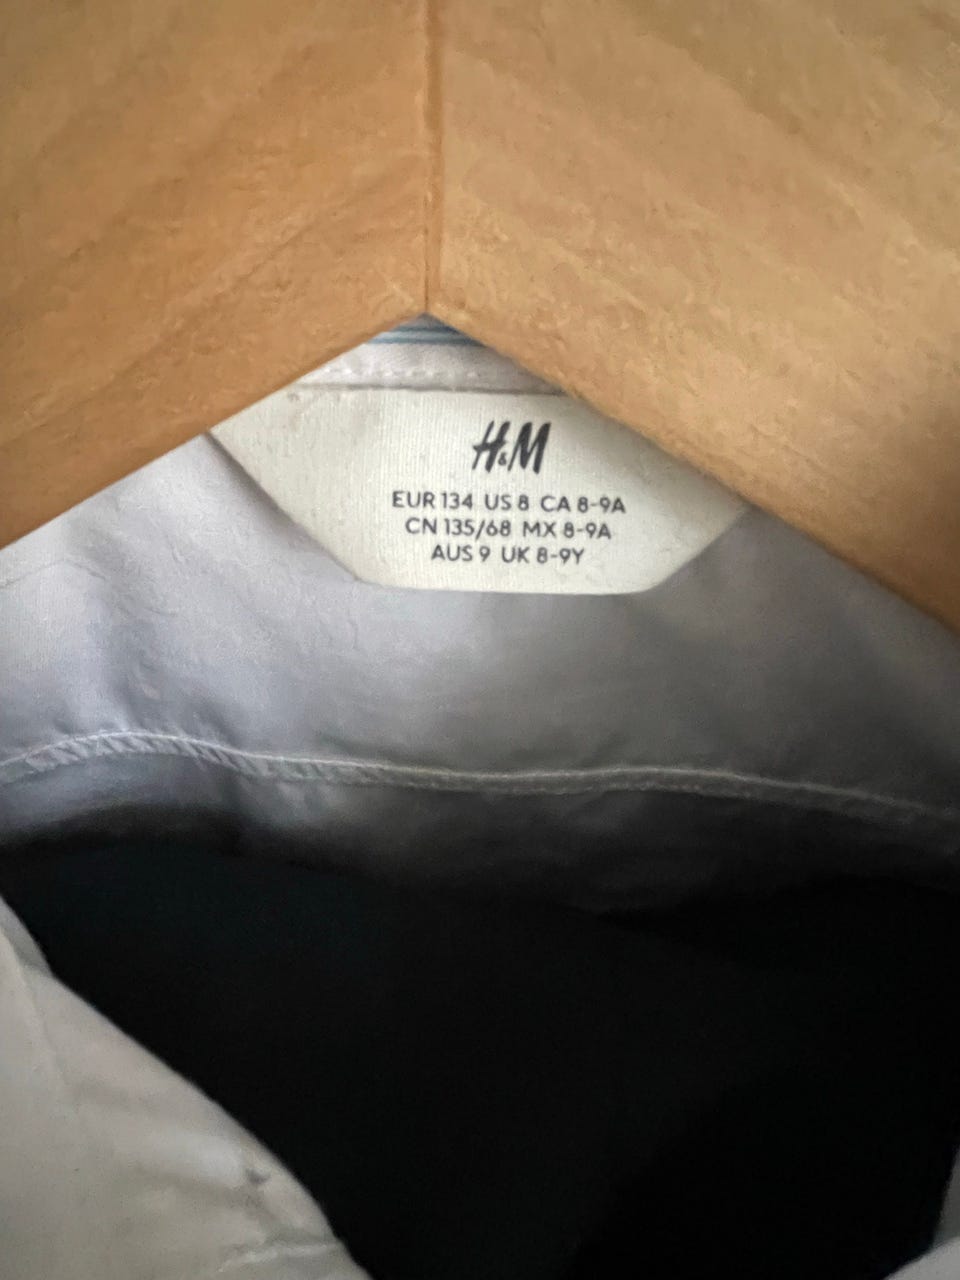 H&M
EUR 134 US 8 CA 8-9A
CN 135/68 MX 8-9A
AUS 9 UK 8-9Y